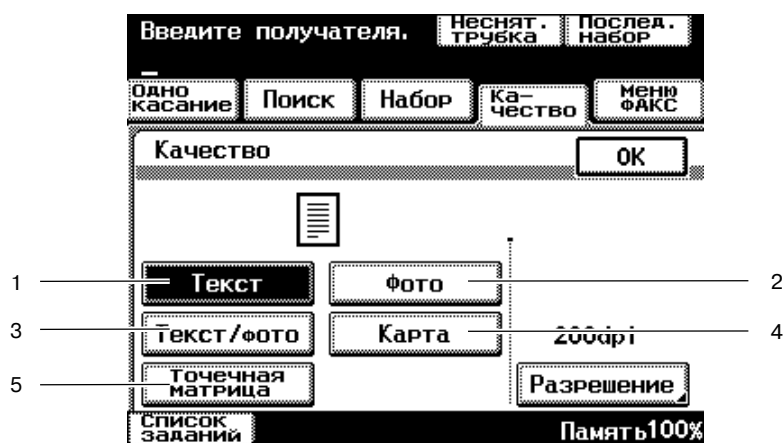 Введите получателя.
Неснят.
трубка
Послед.
набор
Одно
касание
Поиск
Набор
Ка-
чество
Меню
ФАКС
Качество
OK
1
Текст
Фото
2
3
Текст/фото
Карта
4
200dpi
5
Точечная
матрица
Разрешение
Список
заданий
Память100%